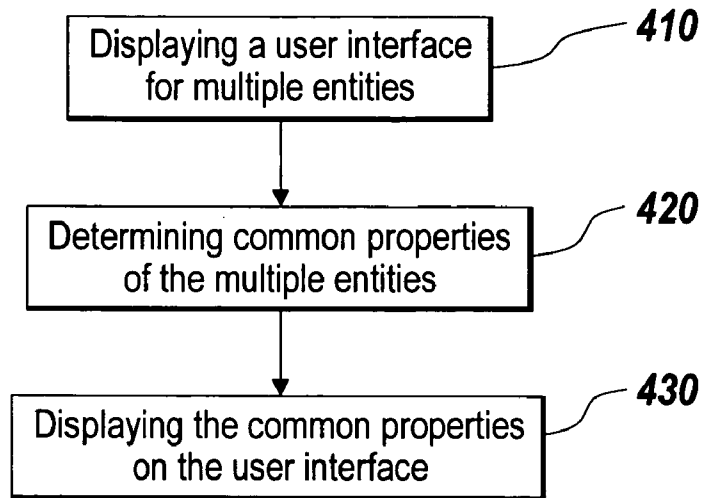 410
Displaying a user interface
for multiple entities
420
Determining common properties
of the multiple entities
430
Displaying the common properties
on the user interface